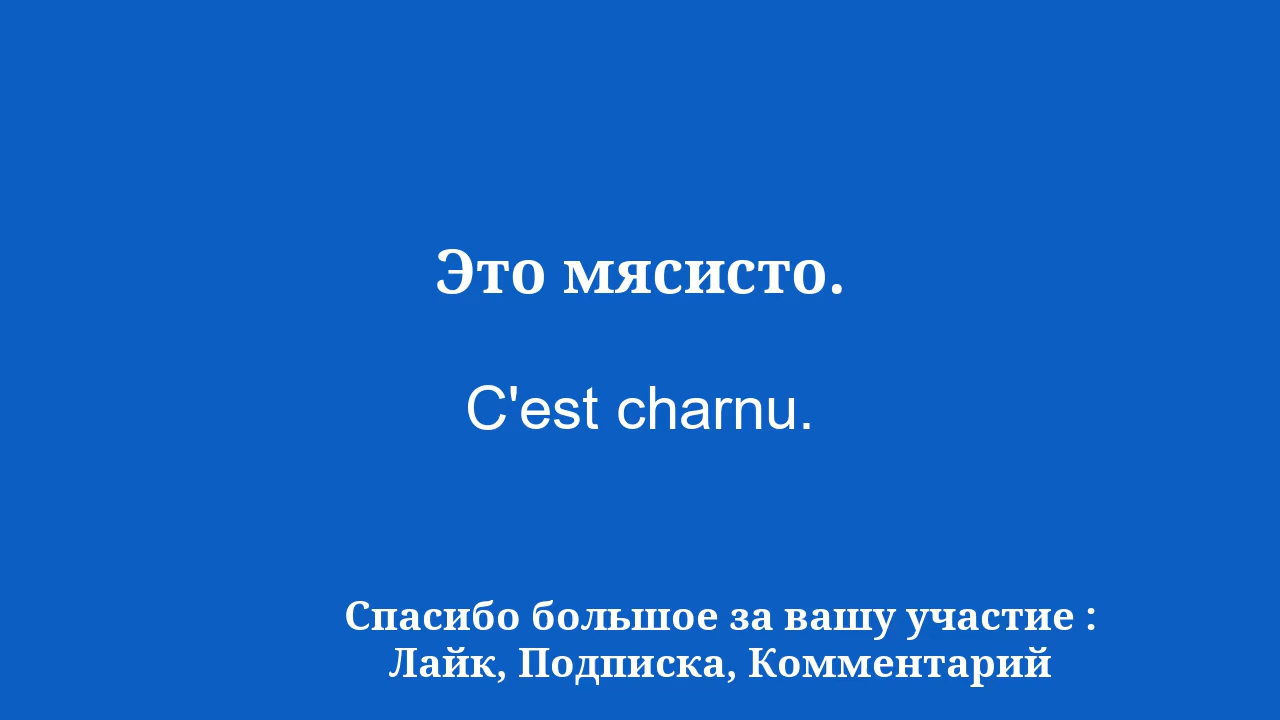 Это мясисто.
C'est charnu.
Спасибо большое за вашу участие :
Лайк, Подписка, Комментарий